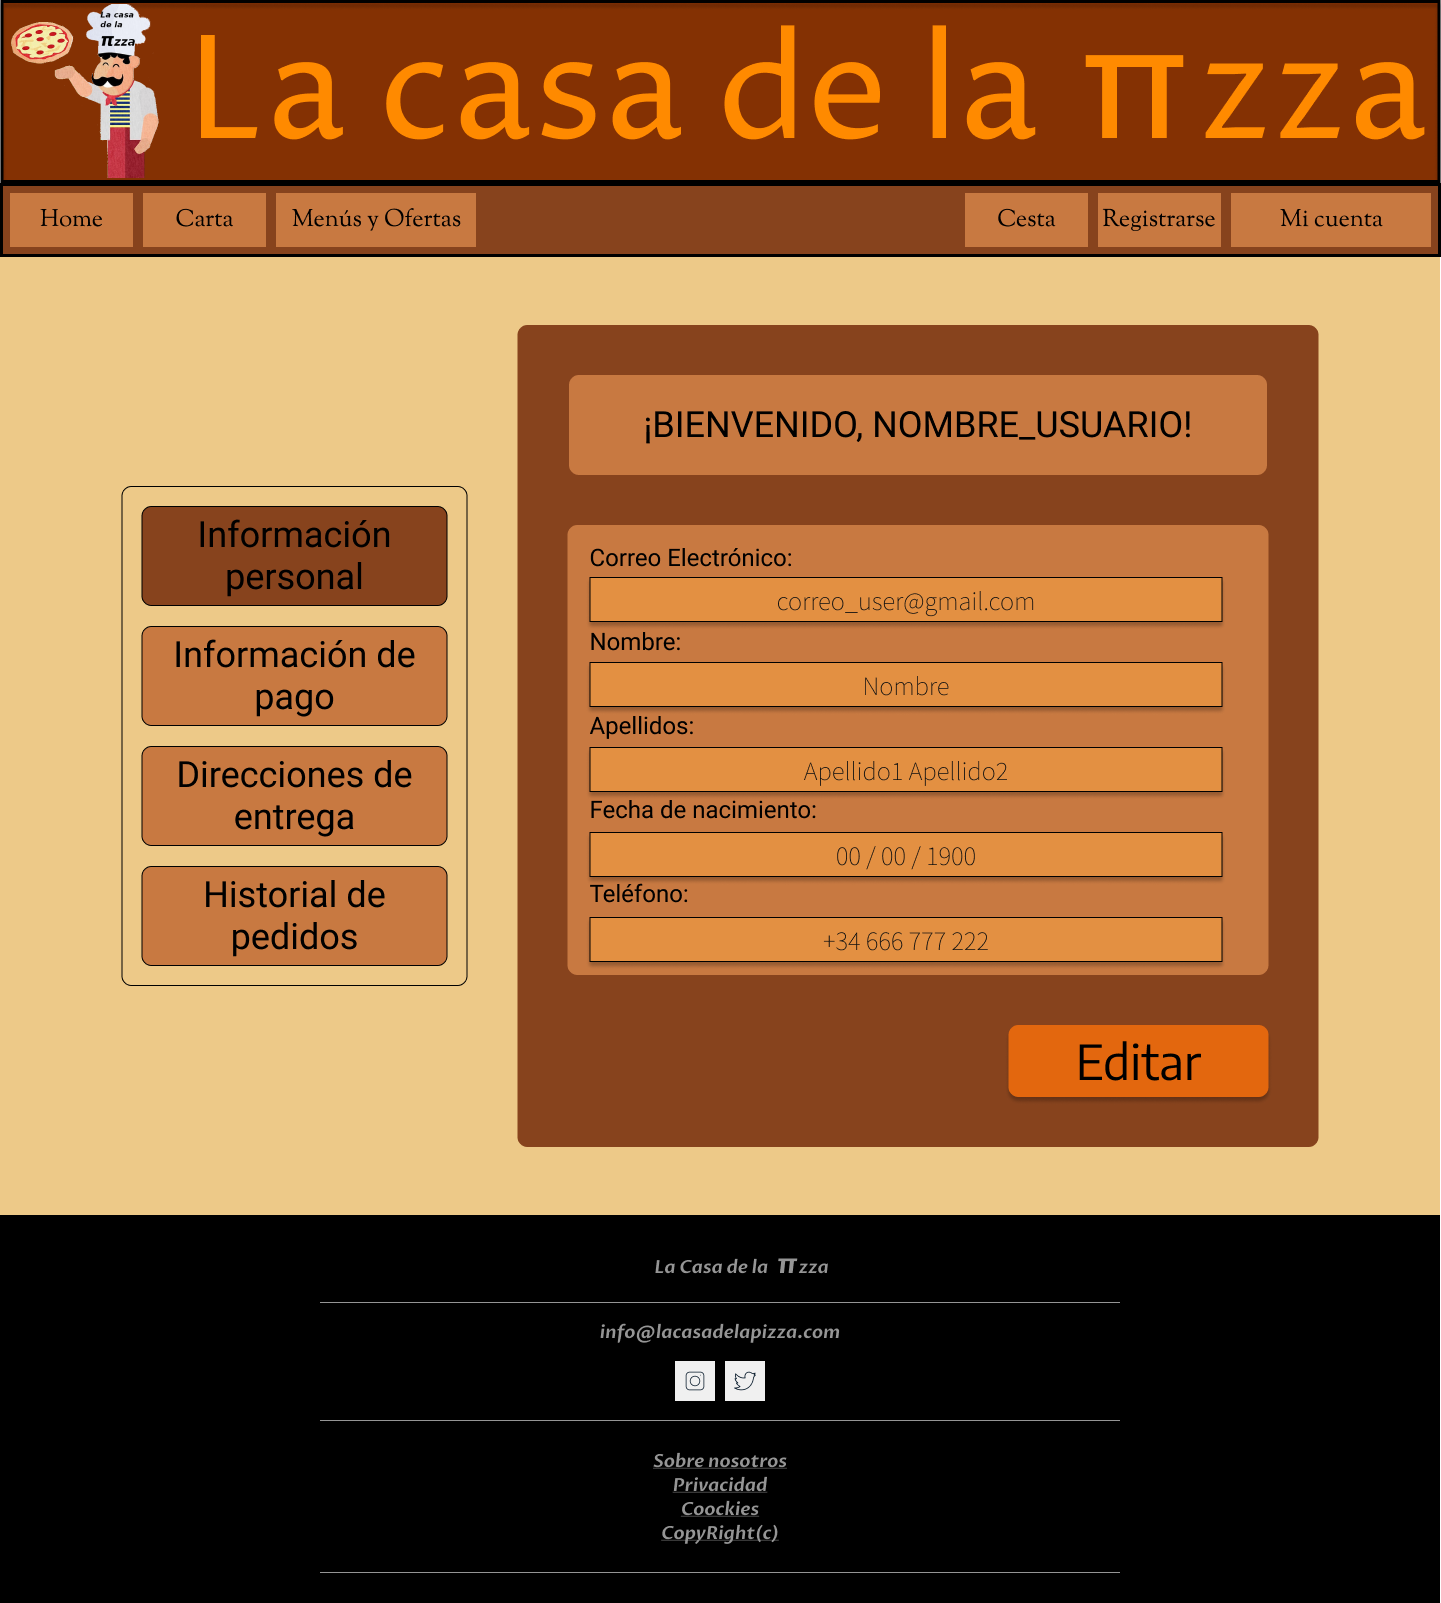 La casa
de la
πzza
La casa de la πzza
Home
Carta
Menús y Ofertas
Cesta
Registrarse
Mi cuenta
¡BIENVENIDO, NOMBRE_USUARIO!
Información
personal
Información de
pago
Direcciones de
entrega
Historial de
pedidos
Correo Electrónico:
correo_user@gmail.com
Nombre:
Nombre
Apellidos:
Apellido1 Apellido2
Fecha de nacimiento:
00 / 00 / 1900
Teléfono:
+34 666 777 222
Editar
La Casa de la πzza
info@lacasadelapizza.com
Sobre nosotros
Privacidad
Coockies
CopyRight(c)